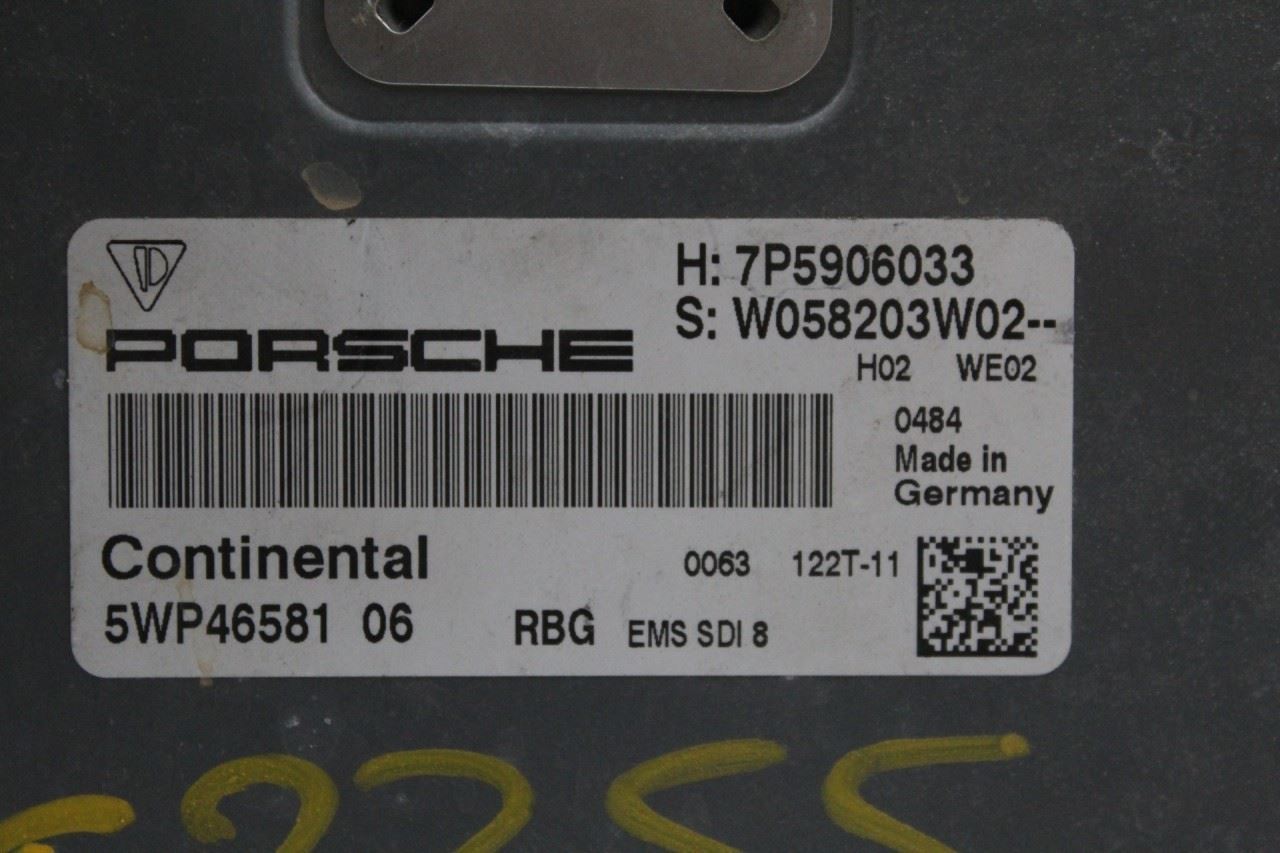 H: 7P5906033
S: W058203W02--
PORSCHE
H02 WE02
0484
Made in
Germany
Continental
0063 122T-11
5WP46581 06 RBG EMS SDI 8